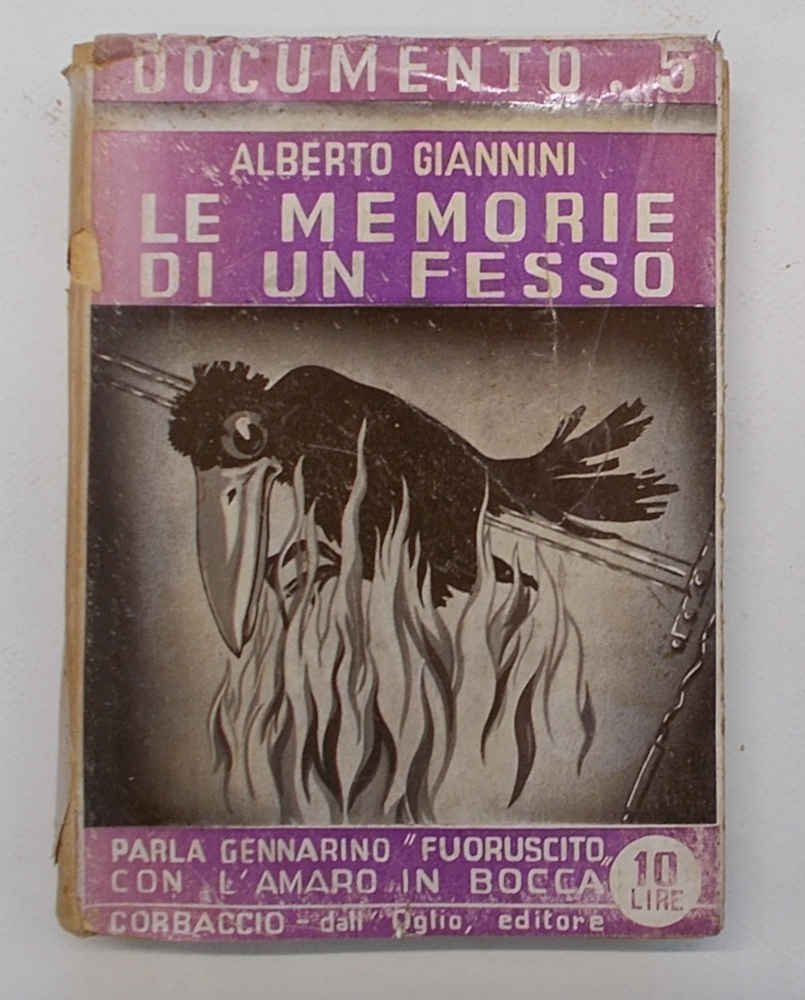 DOCUMENTO . 5
ALBERTO GIANNINI
LE MEMORIE
DI UN FESSO
PARLA GENNARINO "FUORUSCITO„
CON L'AMARO IN BOCCA
10
LIRE
CORBACCIO - dall'Oglio, editore